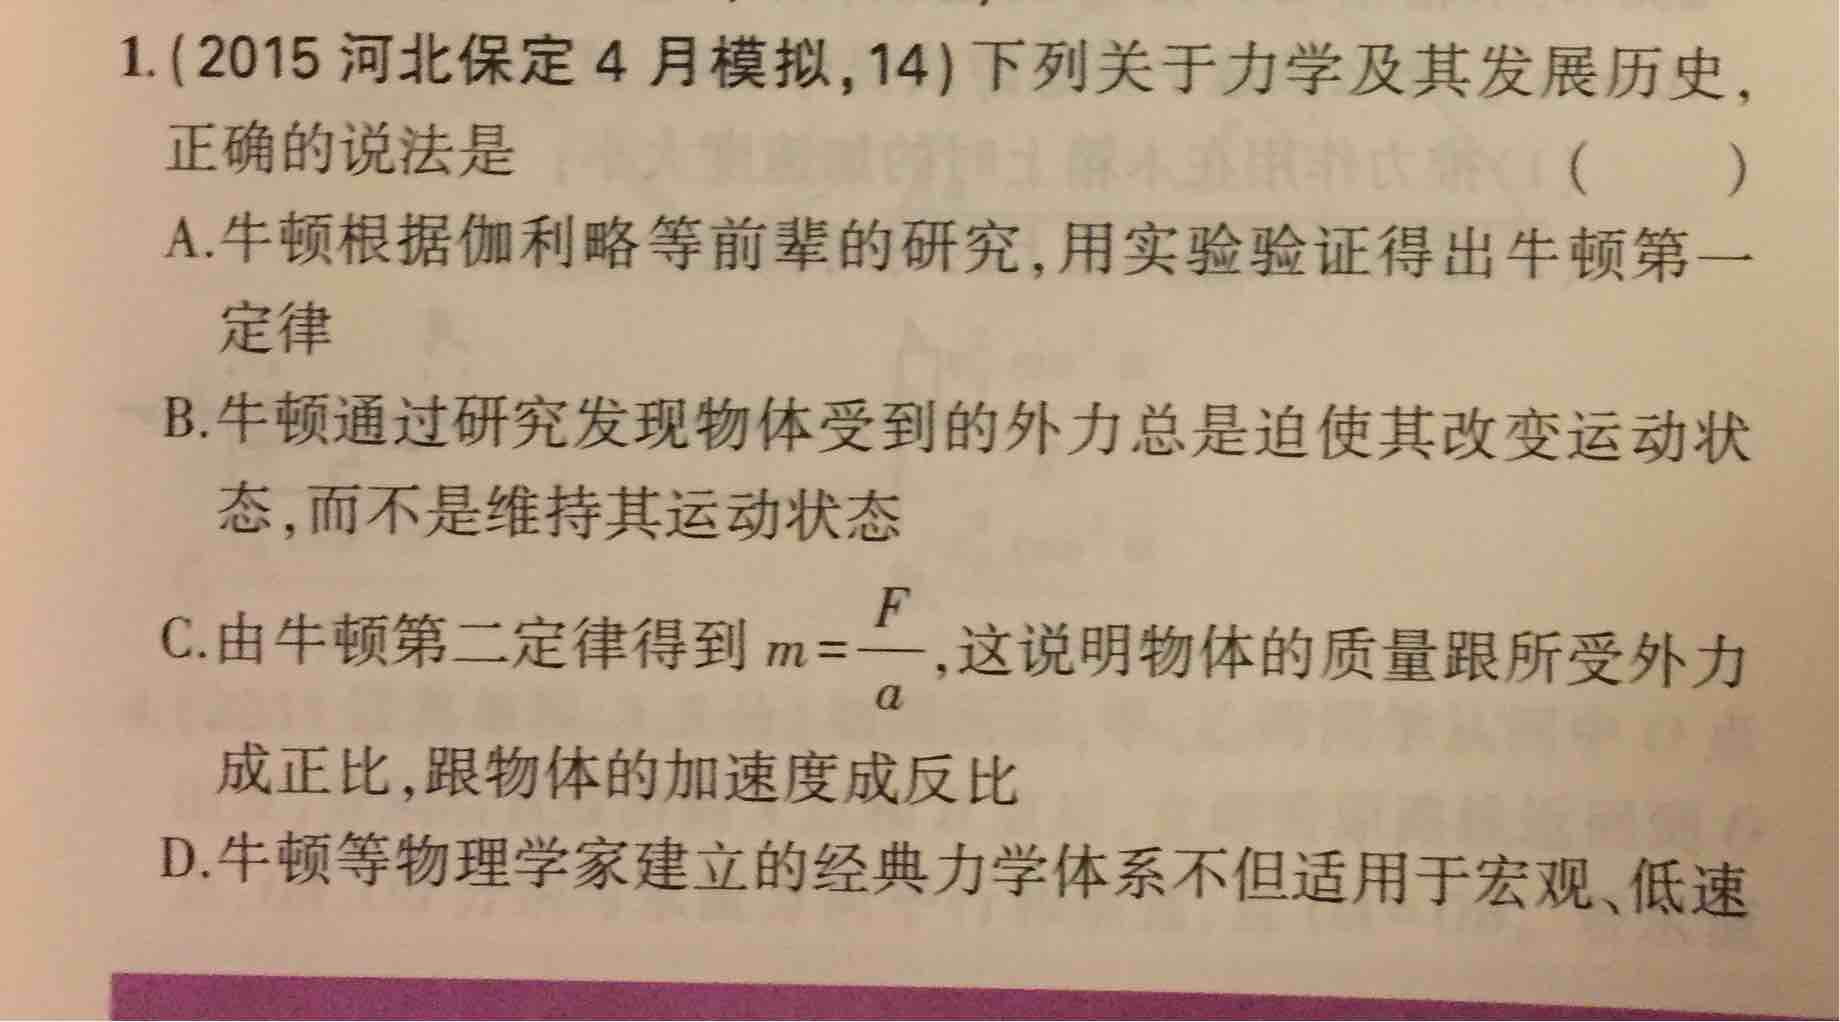 1.(2015 河北保定 4 月模拟,14)下列关于力学及其发展历史,
正确的说法是 ( )
A.牛顿根据伽利略等前辈的研究,用实验验证得出牛顿第一
定律
B.牛顿通过研究发现物体受到的外力总是迫使其改变运动状
态,而不是维持其运动状态
C.由牛顿第二定律得到 m=F/a,这说明物体的质量跟所受外力
成正比,跟物体的加速度成反比
D.牛顿等物理学家建立的经典力学体系不但适用于宏观、低速